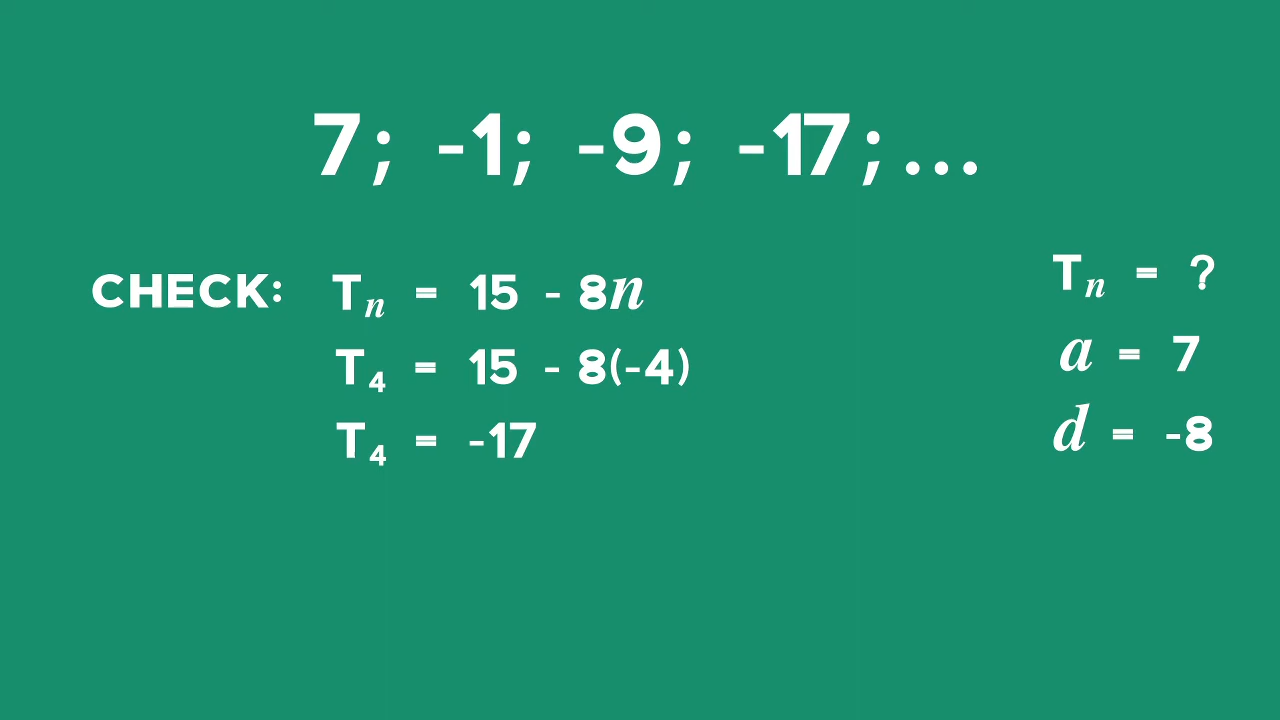 7; -1; -9; -17; ...
CHECK: Tₙ = 15 - 8n
T₄ = 15 - 8(-4)
T₄ = -17
Tₙ = ?
a = 7
d = -8